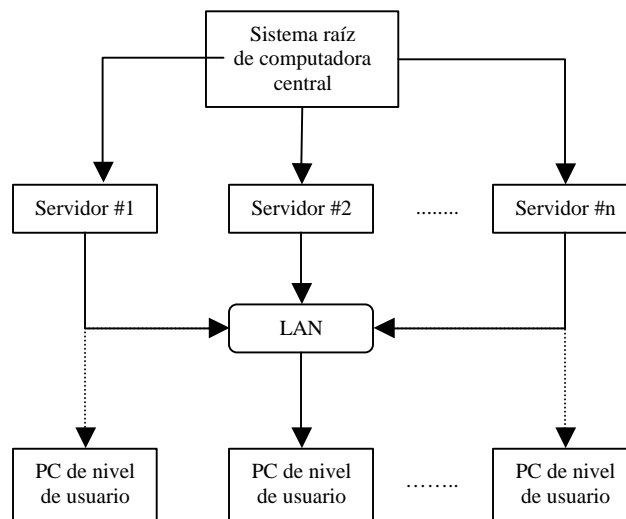 Sistema raíz
de computadora
central
Servidor #1
Servidor #2
........
Servidor #n
LAN
PC de nivel
de usuario
PC de nivel
de usuario
……..
PC de nivel
de usuario